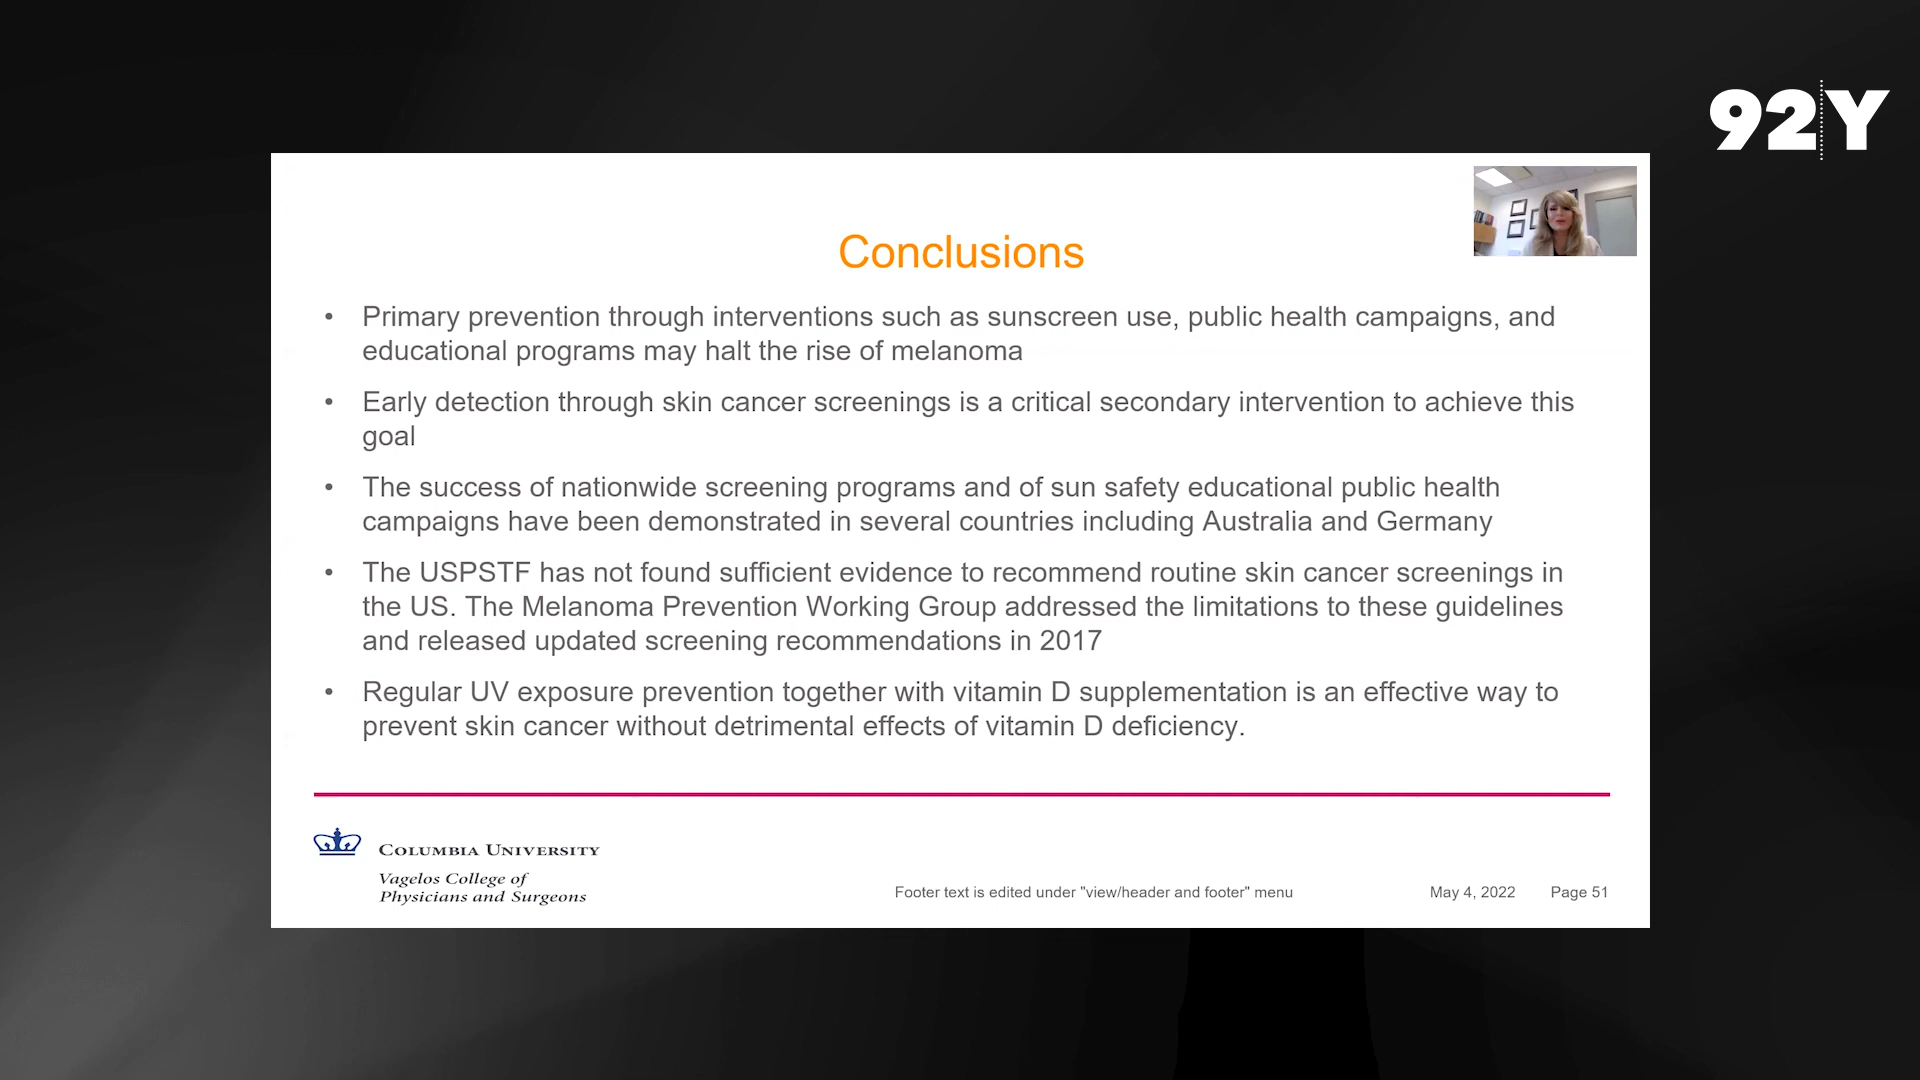 92Y
Conclusions
• Primary prevention through interventions such as sunscreen use, public health campaigns, and
educational programs may halt the rise of melanoma
• Early detection through skin cancer screenings is a critical secondary intervention to achieve this
goal
• The success of nationwide screening programs and of sun safety educational public health
campaigns have been demonstrated in several countries including Australia and Germany
• The USPSTF has not found sufficient evidence to recommend routine skin cancer screenings in
the US. The Melanoma Prevention Working Group addressed the limitations to these guidelines
and released updated screening recommendations in 2017
• Regular UV exposure prevention together with vitamin D supplementation is an effective way to
prevent skin cancer without detrimental effects of vitamin D deficiency.
COLUMBIA UNIVERSITY
Vagelos College of
Physicians and Surgeons
Footer text is edited under "view/header and footer" menu
May 4, 2022
Page 51